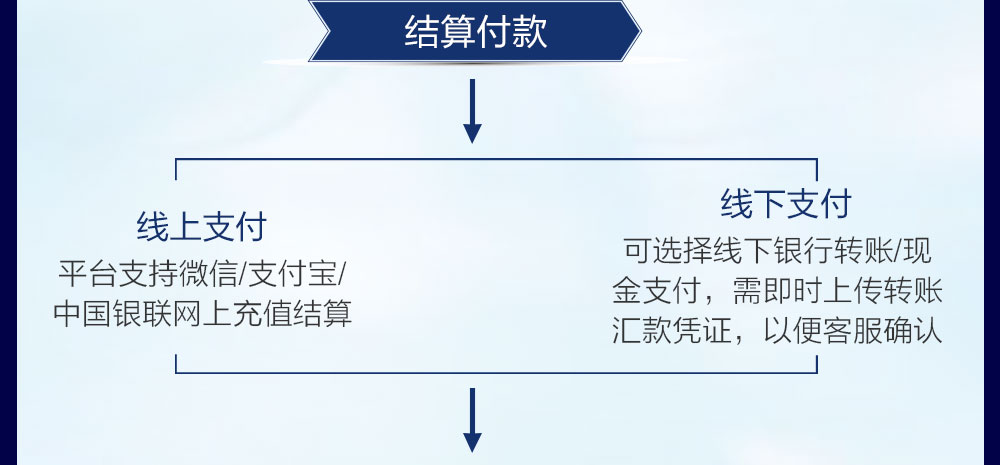 结算付款
线上支付
平台支持微信/支付宝/
中国银联网上充值结算
线下支付
可选择线下银行转账/现
金支付，需即时上传转账
汇款凭证，以便客服确认